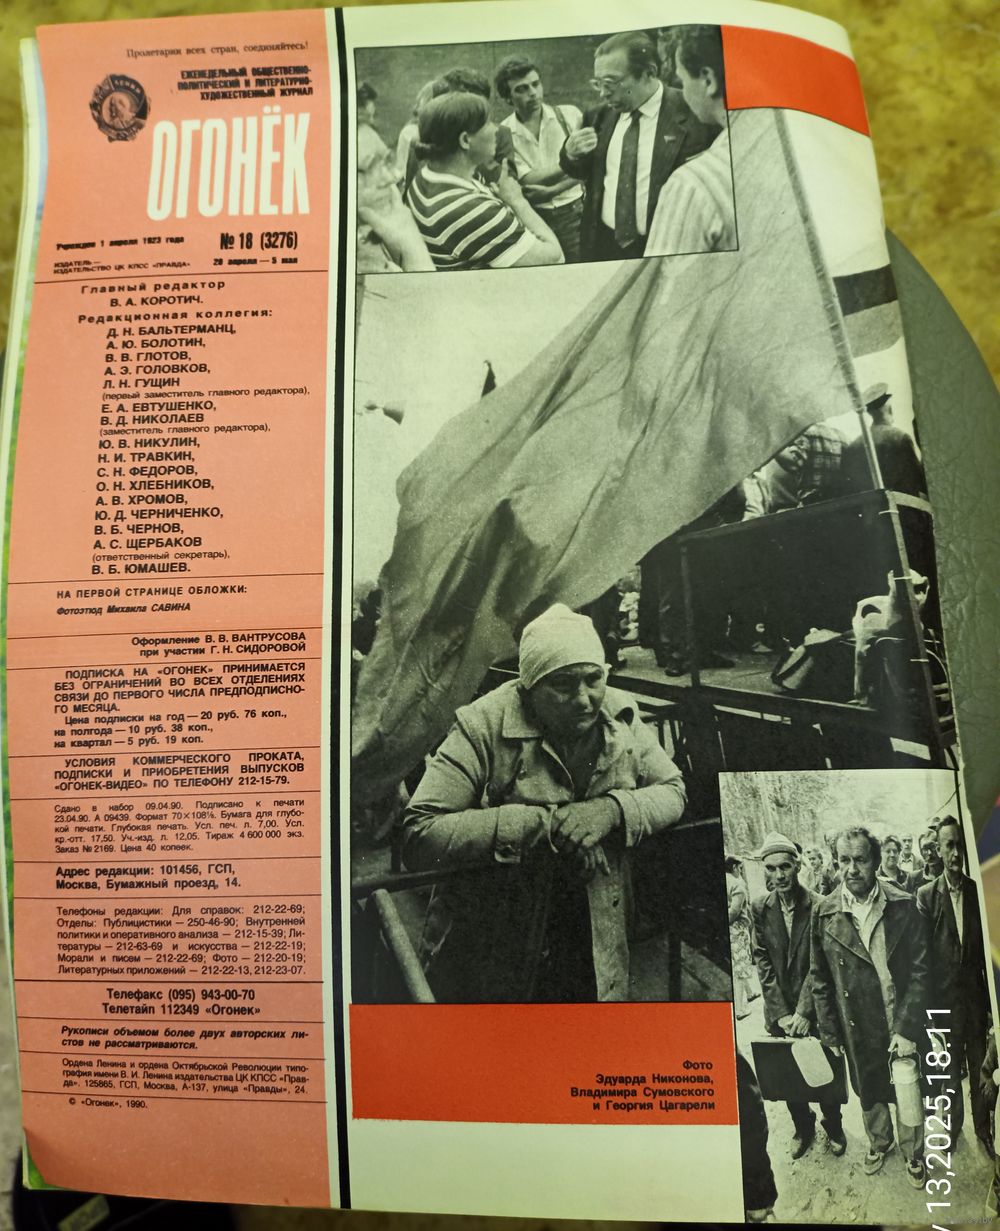 Пролетарии всех стран, соединяйтесь!
ЛЕНИН
ЕЖЕНЕДЕЛЬНЫЙ ОБЩЕСТВЕННО-
ПОЛИТИЧЕСКИЙ И ЛИТЕРАТУРНО-
ХУДОЖЕСТВЕННЫЙ ЖУРНАЛ
ОГОНЁК
Учрежден 1 апреля 1923 года
№ 18 (3276)
ИЗДАТЕЛЬ —
ИЗДАТЕЛЬСТВО ЦК КПСС «ПРАВДА»
28 апреля — 5 мая
Главный редактор
В. А. КОРОТИЧ.
Редакционная коллегия:
Д. Н. БАЛЬТЕРМАНЦ,
А. Ю. БОЛОТИН,
В. В. ГЛОТОВ,
А. Э. ГОЛОВКОВ,
Л. Н. ГУЩИН
(первый заместитель главного редактора),
Е. А. ЕВТУШЕНКО,
В. Д. НИКОЛАЕВ
(заместитель главного редактора),
Ю. В. НИКУЛИН,
Н. И. ТРАВКИН,
С. Н. ФЕДОРОВ,
О. Н. ХЛЕБНИКОВ,
А. В. ХРОМОВ,
Ю. Д. ЧЕРНИЧЕНКО,
В. Б. ЧЕРНОВ,
А. С. ЩЕРБАКОВ
(ответственный секретарь),
В. Б. ЮМАШЕВ.
НА ПЕРВОЙ СТРАНИЦЕ ОБЛОЖКИ:
Фотоэтюд Михаила САВИНА
Оформление В. В. ВАНТРУСОВА
при участии Г. Н. СИДОРОВОЙ
ПОДПИСКА НА «ОГОНЕК» ПРИНИМАЕТСЯ
БЕЗ ОГРАНИЧЕНИЙ ВО ВСЕХ ОТДЕЛЕНИЯХ
СВЯЗИ ДО ПЕРВОГО ЧИСЛА ПРЕДПОДПИСНО-
ГО МЕСЯЦА.
Цена подписки на год — 20 руб. 76 коп.,
на полгода — 10 руб. 38 коп.,
на квартал — 5 руб. 19 коп.
УСЛОВИЯ КОММЕРЧЕСКОГО ПРОКАТА,
ПОДПИСКИ И ПРИОБРЕТЕНИЯ ВЫПУСКОВ
«ОГОНЕК-ВИДЕО» ПО ТЕЛЕФОНУ 212-15-79.
Сдано в набор 09.04.90. Подписано к печати
23.04.90. А 09439. Формат 70×108⅛. Бумага для глубо-
кой печати. Глубокая печать. Усл. печ. л. 7,00. Усл.
кр.-отт. 17,50. Уч.-изд. л. 12,05. Тираж 4 600 000 экз.
Заказ № 2169. Цена 40 копеек.
Адрес редакции: 101456, ГСП,
Москва, Бумажный проезд, 14.
Телефоны редакции: Для справок: 212-22-69;
Отделы: Публицистики — 250-46-90; Внутренней
политики и оперативного анализа — 212-15-39; Ли-
тературы — 212-63-69 и искусства — 212-22-19;
Морали и писем — 212-22-69; Фото — 212-20-19;
Литературных приложений — 212-22-13, 212-23-07.
Телефакс (095) 943-00-70
Телетайп 112349 «Огонек»
Рукописи объемом более двух авторских ли-
стов не рассматриваются.
Ордена Ленина и ордена Октябрьской Революции типо-
графия имени В. И. Ленина издательства ЦК КПСС «Прав-
да». 125865, ГСП, Москва, А-137, улица «Правды», 24.
© «Огонек», 1990.
Фото
Эдуарда Никонова,
Владимира Сумовского
и Георгия Цагарели
13,2025,18:11